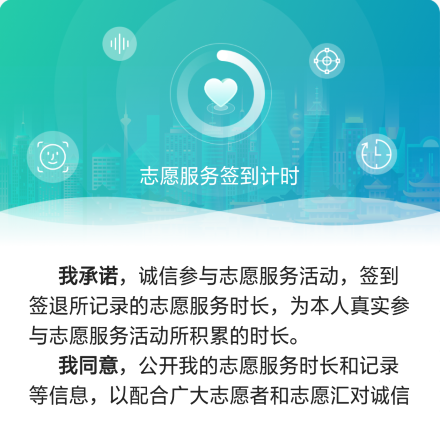 志愿服务签到计时
我承诺，诚信参与志愿服务活动，签到
签退所记录的志愿服务时长，为本人真实参
与志愿服务活动所积累的时长。
我同意，公开我的志愿服务时长和记录
等信息，以配合广大志愿者和志愿汇对诚信